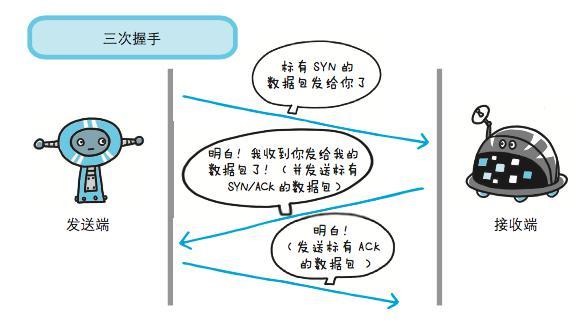 三次握手
标有 SYN 的
数据包发给你了
明白！我收到你发给我的
数据包了！（并发送标有
SYN/ACK 的数据包）
发送端
接收端
明白！
（发送标有 ACK
的数据包）